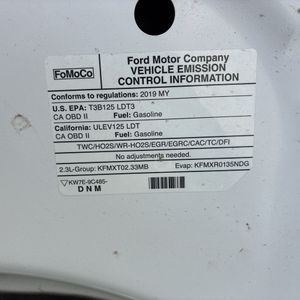 FoMoCo
Ford Motor Company
VEHICLE EMISSION
CONTROL INFORMATION
Conforms to regulations: 2019 MY
U.S. EPA: T3B125 LDT3
CA OBD II Fuel: Gasoline
California: ULEV125 LDT
CA OBD II Fuel: Gasoline
TWC/HO2S/WR-HO2S/EGR/EGRC/CAC/TC/DFI
No adjustments needed.
2.3L-Group: KFMXT02.33MB Evap: KFMXR0135NDG
KW7E-9C485-
DNM